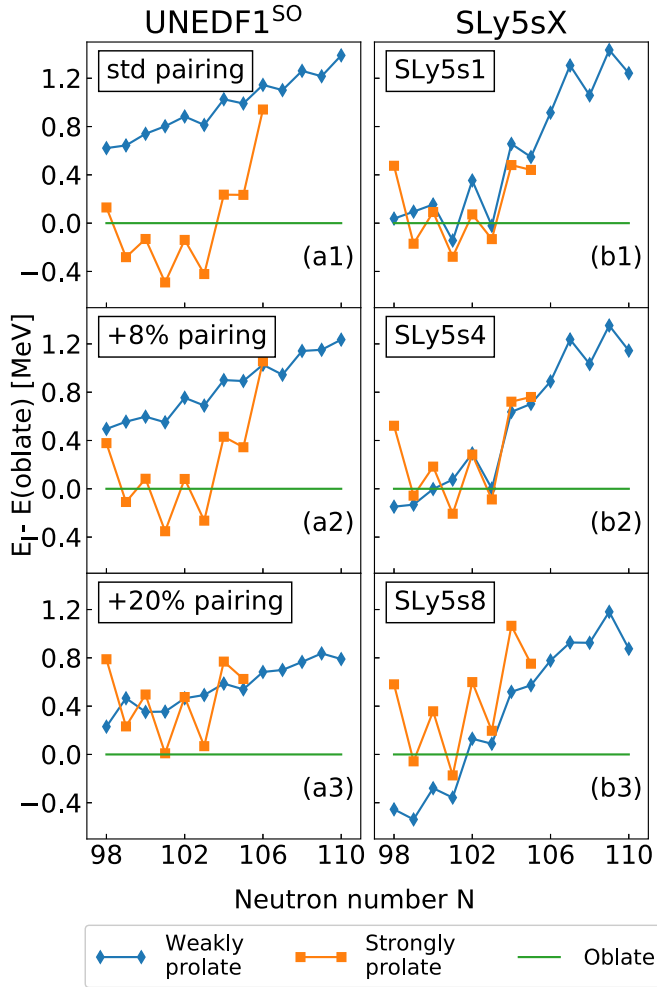 UNEDF1^SO SLy5sX
std pairing
SLy5s1
1.2
0.8
0.4
0.0
−0.4
(a1)
(b1)
+8% pairing
SLy5s4
1.2
0.8
0.4
0.0
−0.4
(a2)
(b2)
+20% pairing
SLy5s8
1.2
0.8
0.4
0.0
−0.4
(a3)
(b3)
E_I- E(oblate) [MeV]
98 102 106 110 98 102 106 110
Neutron number N
Weakly
prolate
Strongly
prolate
Oblate